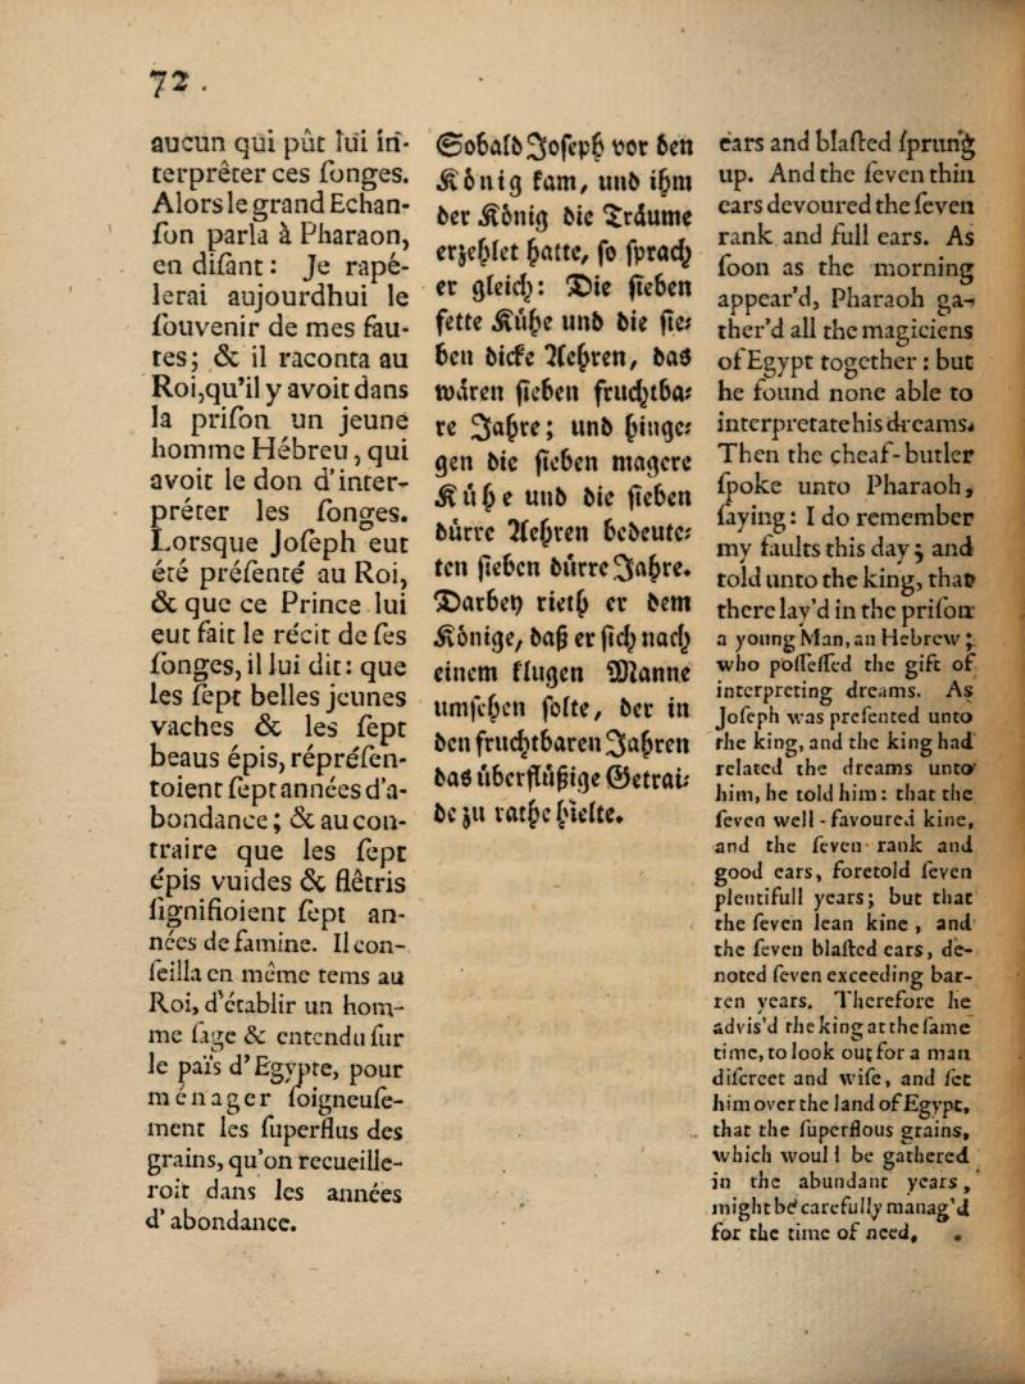 72.
aucun qui pût lui in-
terprêter ces ſonges.
Alors le grand Echan-
ſon parla à Pharaon,
en diſant: Je rapé-
lerai aujourdhui le
ſouvenir de mes fau-
tes; & il raconta au
Roi, qu'il y avoit dans
la priſon un jeune
homme Hébreu, qui
avoit le don d'inter-
préter les ſonges.
Lorsque Joſeph eut
été préſenté au Roi,
& que ce Prince lui
eut fait le récit de ſes
ſonges, il lui dit: que
les ſept belles jeunes
vaches & les ſept
beaus épis, répréſen-
toient ſept années d'a-
bondance; & au con-
traire que les ſept
épis vuides & flêtris
ſignifioient ſept an-
nées de famine. Il con-
ſeilla en même tems au
Roi, d'établir un hom-
me ſage & entendu ſur
le païs d'Egypte, pour
ménager ſoigneuſe-
ment les ſuperflus des
grains, qu'on recueille-
roit dans les années
d'abondance.
Sobald Joſeph vor den
König kam, und ihm
der König die Träume
erzehlet hatte, ſo ſprach
er gleich: Die ſieben
fette Kühe und die ſie-
ben dicke Aehren, das
wären ſieben fruchtba-
re Jahre; und hinge-
gen die ſieben magere
Kühe und die ſieben
dürre Aehren bedeute-
ten ſieben dürre Jahre.
Darbey rieth er dem
Könige, daß er ſich nach
einem klugen Manne
umſehen ſolte, der in
den fruchtbaren Jahren
das überflüßige Getrai-
de zu rathe hielte.
ears and blaſted ſprung
up. And the ſeven thin
ears devoured the ſeven
rank and full ears. As
ſoon as the morning
appear'd, Pharaoh ga-
ther'd all the magiciens
of Egypt together: but
he found none able to
interpretate his dreams.
Then the cheaf-butler
ſpoke unto Pharaoh,
ſaying: I do remember
my faults this day; and
told unto the king, that
there lay'd in the priſon
a young Man, an Hebrew;
who poſſeſſed the gift of
interpreting dreams. As
Joſeph was preſented unto
the king, and the king had
related the dreams unto
him, he told him: that the
ſeven well-favoured kine,
and the ſeven rank and
good ears, foretold ſeven
plentifull years; but that
the ſeven lean kine, and
the ſeven blaſted ears, de-
noted ſeven exceeding bar-
ren years. Therefore he
advis'd the king at the ſame
time, to look out for a man
diſcreet and wiſe, and ſet
him over the land of Egypt,
that the ſuperflous grains,
which would be gathered
in the abundant years,
might be carefully manag'd
for the time of need.